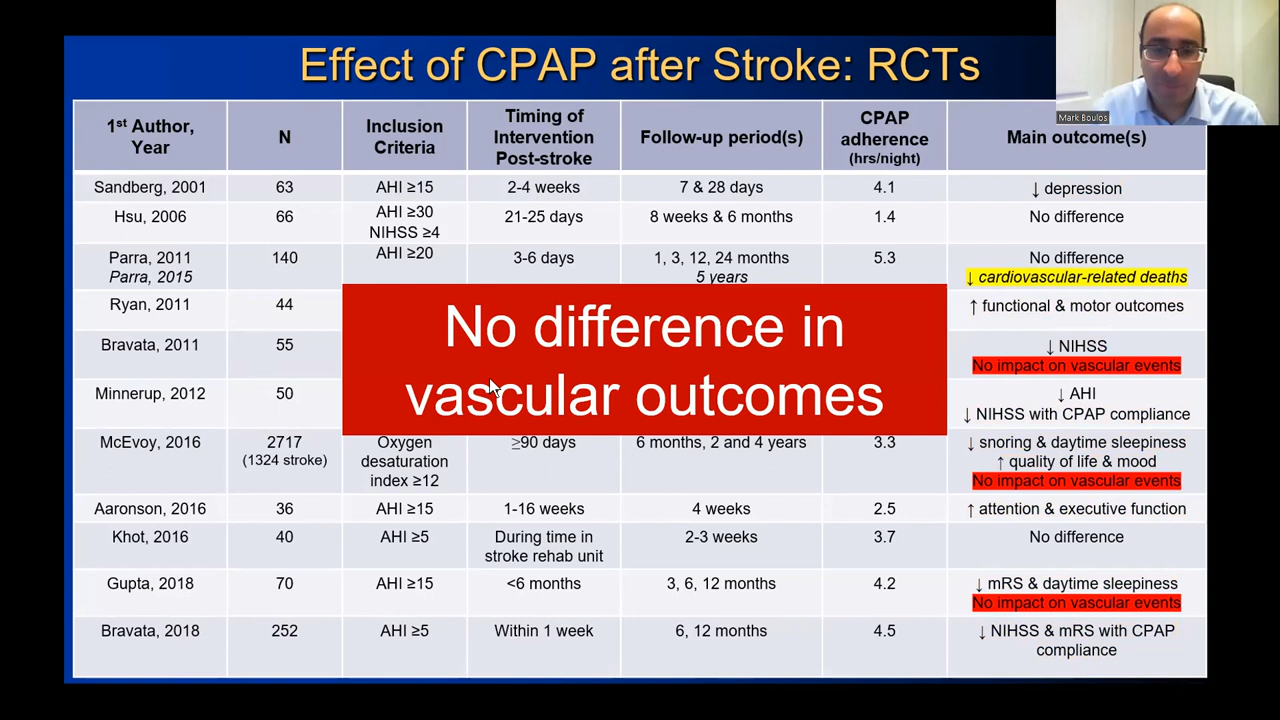 Effect of CPAP after Stroke: RCTs
Mark Boulos
1st Author, Year
N
Inclusion Criteria
Timing of Intervention Post-stroke
Follow-up period(s)
CPAP adherence (hrs/night)
Main outcome(s)
Sandberg, 2001
63
AHI ≥15
2-4 weeks
7 & 28 days
4.1
↓ depression
Hsu, 2006
66
AHI ≥30
NIHSS ≥4
21-25 days
8 weeks & 6 months
1.4
No difference
Parra, 2011
Parra, 2015
140
AHI ≥20
3-6 days
1, 3, 12, 24 months
5 years
5.3
No difference
↓ cardiovascular-related deaths
Ryan, 2011
44
↑ functional & motor outcomes
No difference in
vascular outcomes
Bravata, 2011
55
↓ NIHSS
No impact on vascular events
Minnerup, 2012
50
↓ AHI
↓ NIHSS with CPAP compliance
McEvoy, 2016
2717
(1324 stroke)
Oxygen
desaturation
index ≥12
≥90 days
6 months, 2 and 4 years
3.3
↓ snoring & daytime sleepiness
↑ quality of life & mood
No impact on vascular events
Aaronson, 2016
36
AHI ≥15
1-16 weeks
4 weeks
2.5
↑ attention & executive function
Khot, 2016
40
AHI ≥5
During time in
stroke rehab unit
2-3 weeks
3.7
No difference
Gupta, 2018
70
AHI ≥15
<6 months
3, 6, 12 months
4.2
↓ mRS & daytime sleepiness
No impact on vascular events
Bravata, 2018
252
AHI ≥5
Within 1 week
6, 12 months
4.5
↓ NIHSS & mRS with CPAP
compliance